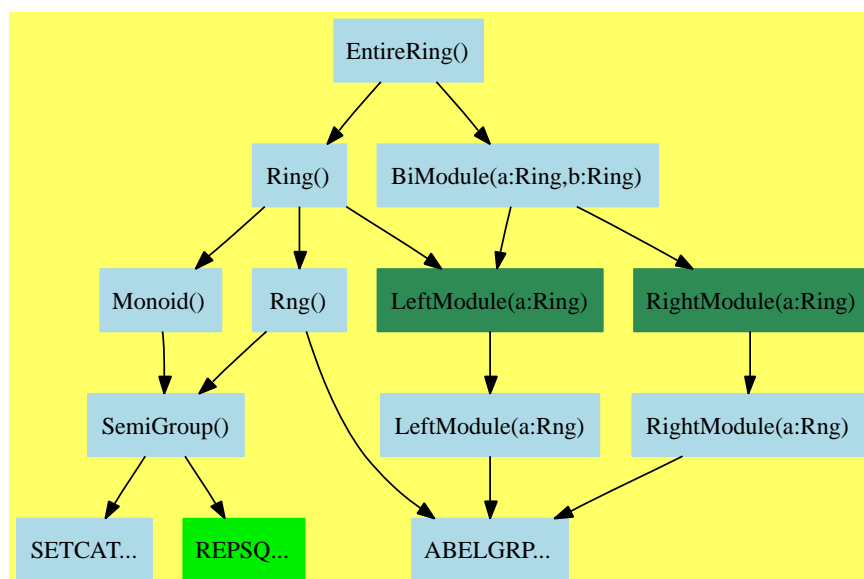 EntireRing()
Ring()
BiModule(a:Ring,b:Ring)
Monoid()
Rng()
LeftModule(a:Ring)
RightModule(a:Ring)
SemiGroup()
LeftModule(a:Rng)
RightModule(a:Rng)
SETCAT...
REPSQ...
ABELGRP...